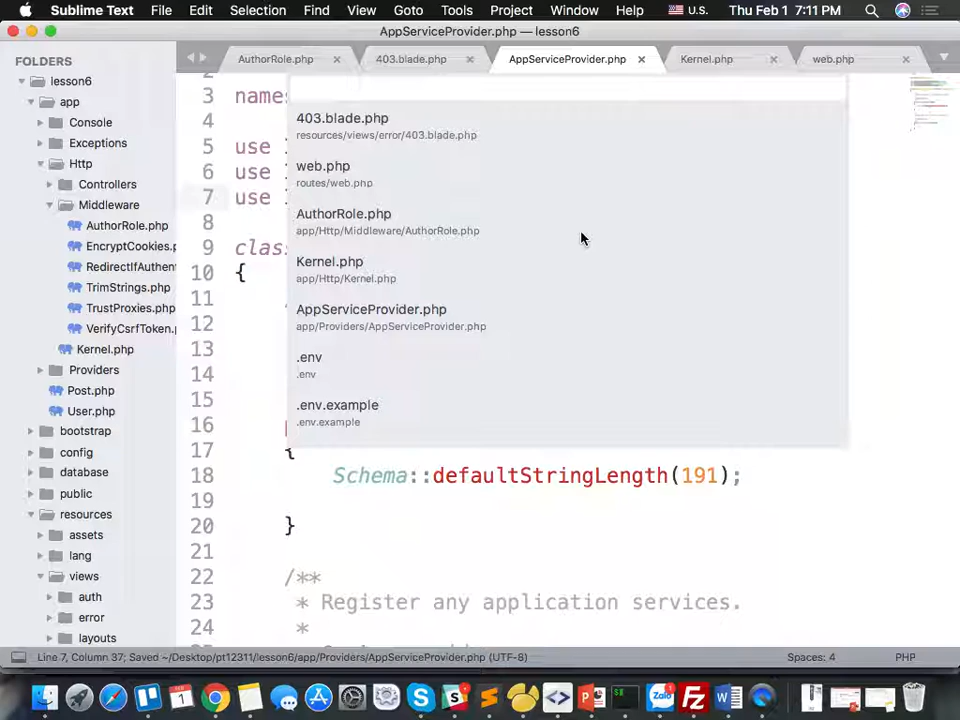 Sublime Text File Edit Selection Find View Goto Tools Project Window Help U.S. Thu Feb 1 7:11 PM
AppServiceProvider.php — lesson6
AuthorRole.php × 403.blade.php × AppServiceProvider.php × Kernel.php × web.php ×
FOLDERS
lesson6
app
Console
Exceptions
Http
Controllers
Middleware
AuthorRole.php
EncryptCookies.p
RedirectIfAuthen
TrimStrings.php
TrustProxies.php
VerifyCsrfToken.p
Kernel.php
Providers
Post.php
User.php
bootstrap
config
database
public
resources
assets
lang
views
auth
error
layouts
403.blade.php
resources/views/error/403.blade.php
web.php
routes/web.php
AuthorRole.php
app/Http/Middleware/AuthorRole.php
Kernel.php
app/Http/Kernel.php
AppServiceProvider.php
app/Providers/AppServiceProvider.php
.env
.env
.env.example
.env.example
2
3 names
4
5 use
6 use
7 use
8
9 class
10 {
11
12
13
14
15
16
17 {
18 Schema::defaultStringLength(191);
19
20 }
21
22 /**
23 * Register any application services.
24 *
Line 7, Column 37; Saved ~/Desktop/pt12311/lesson6/app/Providers/AppServiceProvider.php (UTF-8) Spaces: 4 PHP